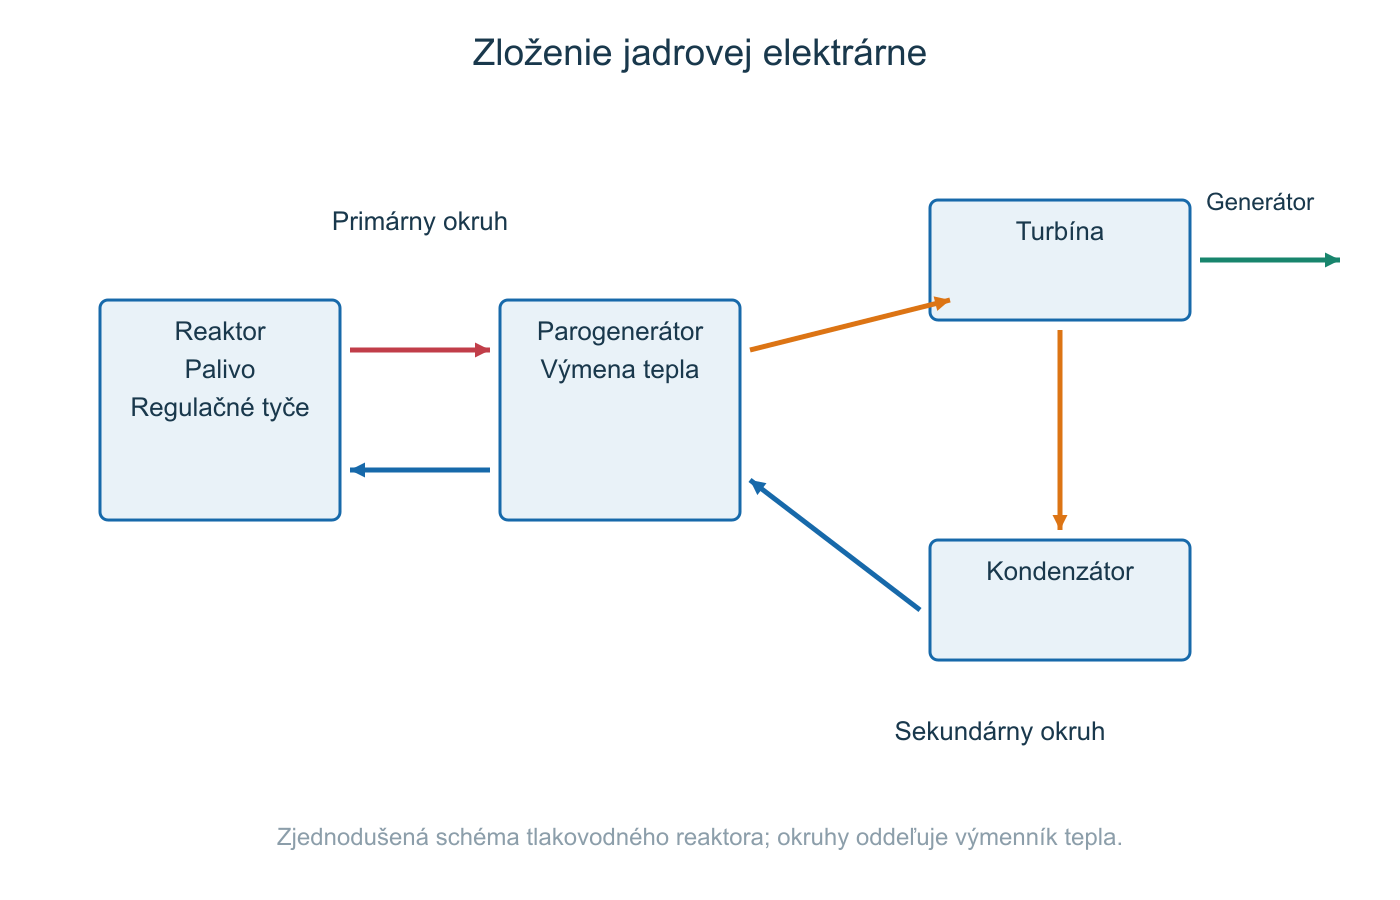 Zloženie jadrovej elektrárne
Primárny okruh
Reaktor
Palivo
Regulačné tyče
Parogenerátor
Výmena tepla
Turbína
Generátor
Kondenzátor
Sekundárny okruh
Zjednodušená schéma tlakovodného reaktora; okruhy oddeľuje výmenník tepla.